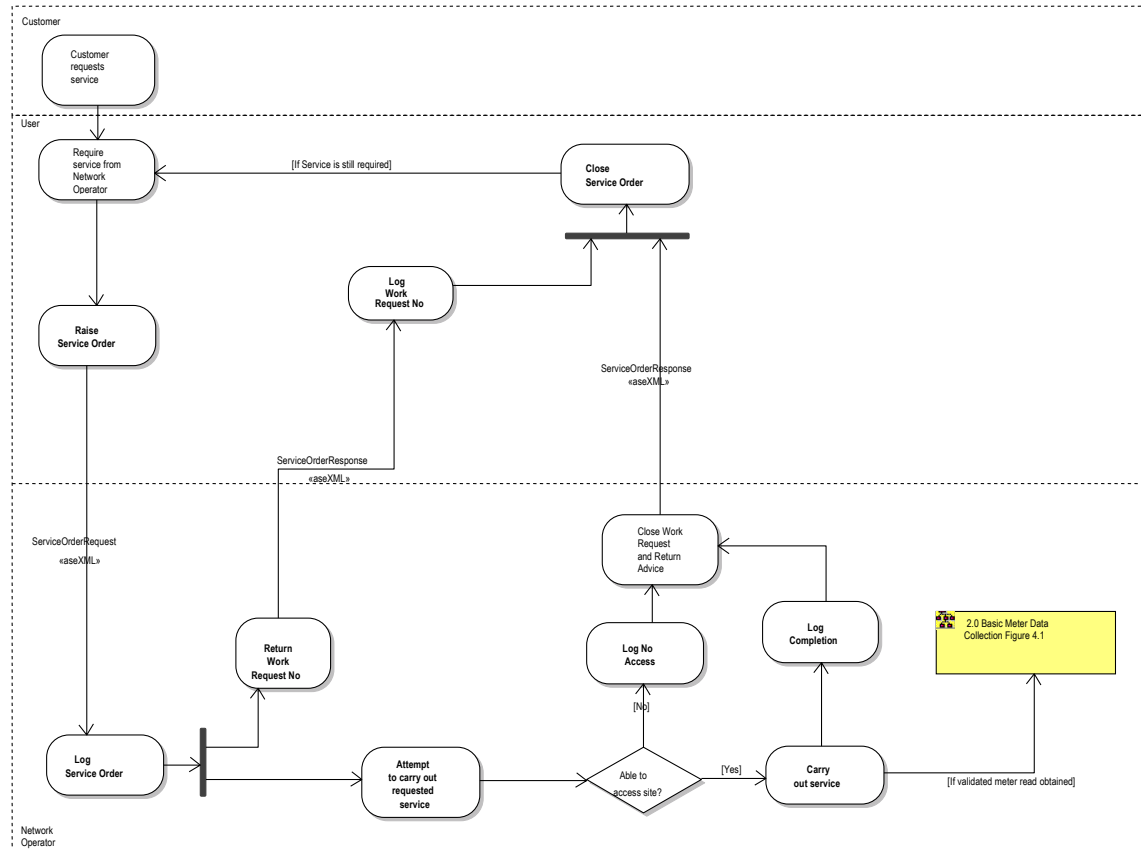 Customer
Customer
requests
service
User
Require
service from
Network
Operator
[If Service is still required]
Close
Service Order
Log
Work
Request No
Raise
Service Order
ServiceOrderResponse
«aseXML»
ServiceOrderResponse
«aseXML»
ServiceOrderRequest
«aseXML»
Close Work
Request
and Return
Advice
Return
Work
Request No
Log No
Access
Log
Completion
2.0 Basic Meter Data
Collection Figure 4.1
[No]
Log
Service Order
Attempt
to carry out
requested
service
Able to
access site?
[Yes]
Carry
out service
[If validated meter read obtained]
Network
Operator